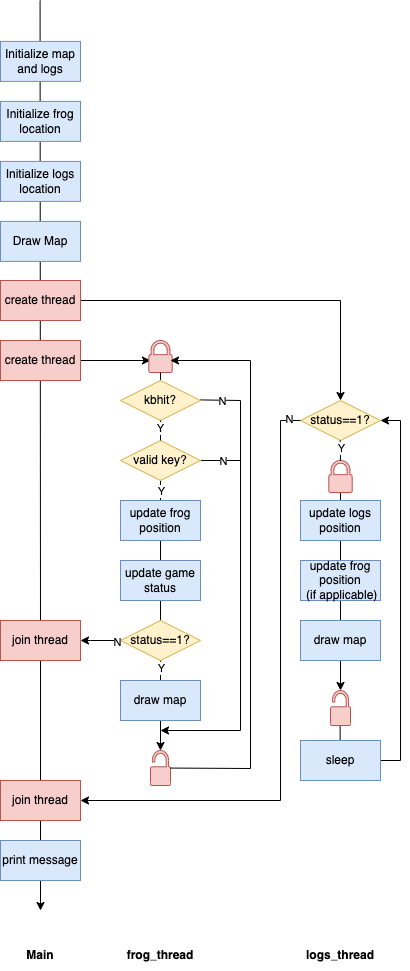 Initialize map
and logs
Initialize frog
location
Initialize logs
location
Draw Map
create thread
create thread
kbhit?
N
Y
valid key?
N
Y
update frog
position
update game
status
status==1?
N
Y
draw map
status==1?
N
Y
update logs
position
update frog
position
(if applicable)
draw map
sleep
join thread
join thread
print message
Main
frog_thread
logs_thread